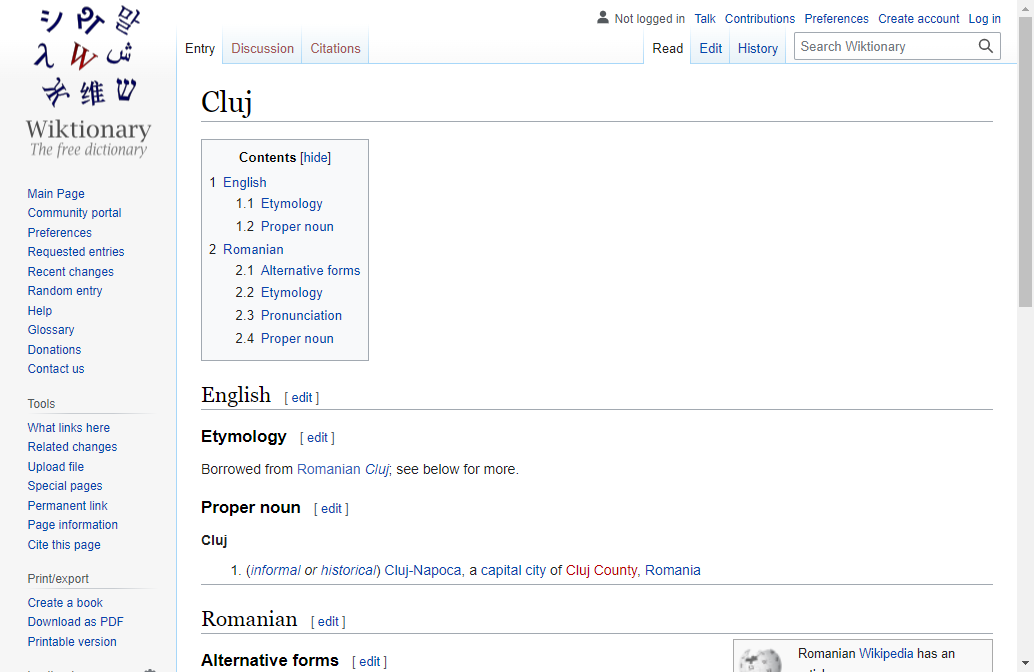 Not logged in Talk Contributions Preferences Create account Log in
Entry Discussion Citations Read Edit History Search Wiktionary
シ
말
λ W
维 ש
Wiktionary
The free dictionary
Main Page
Community portal
Preferences
Requested entries
Recent changes
Random entry
Help
Glossary
Donations
Contact us
Tools
What links here
Related changes
Upload file
Special pages
Permanent link
Page information
Cite this page
Print/export
Create a book
Download as PDF
Printable version
Cluj
Contents [hide]
1 English
1.1 Etymology
1.2 Proper noun
2 Romanian
2.1 Alternative forms
2.2 Etymology
2.3 Pronunciation
2.4 Proper noun
English [ edit ]
Etymology [ edit ]
Borrowed from Romanian Cluj; see below for more.
Proper noun [ edit ]
Cluj
1. (informal or historical) Cluj-Napoca, a capital city of Cluj County, Romania
Romanian [ edit ]
Alternative forms [ edit ]
Romanian Wikipedia has an